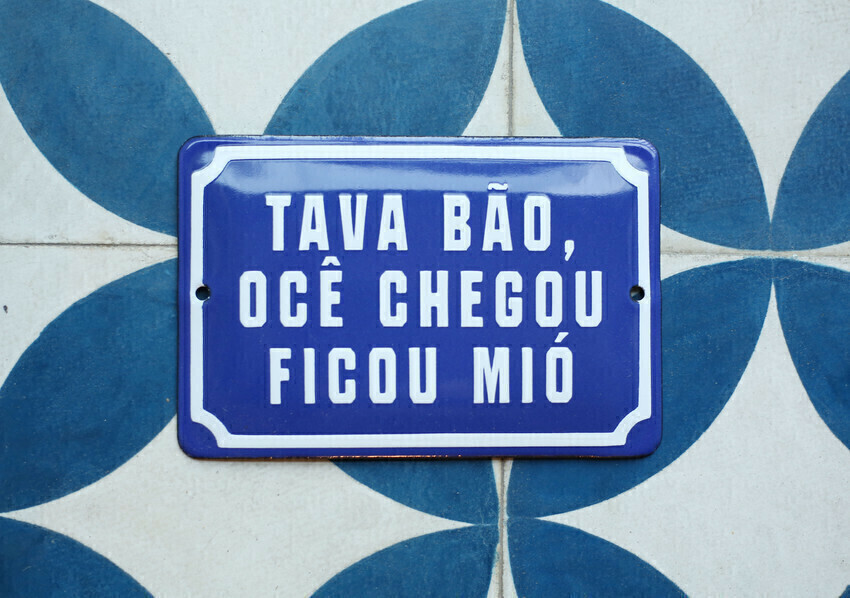 TAVA BÃO,
OCÊ CHEGOU
FICOU MIÓ